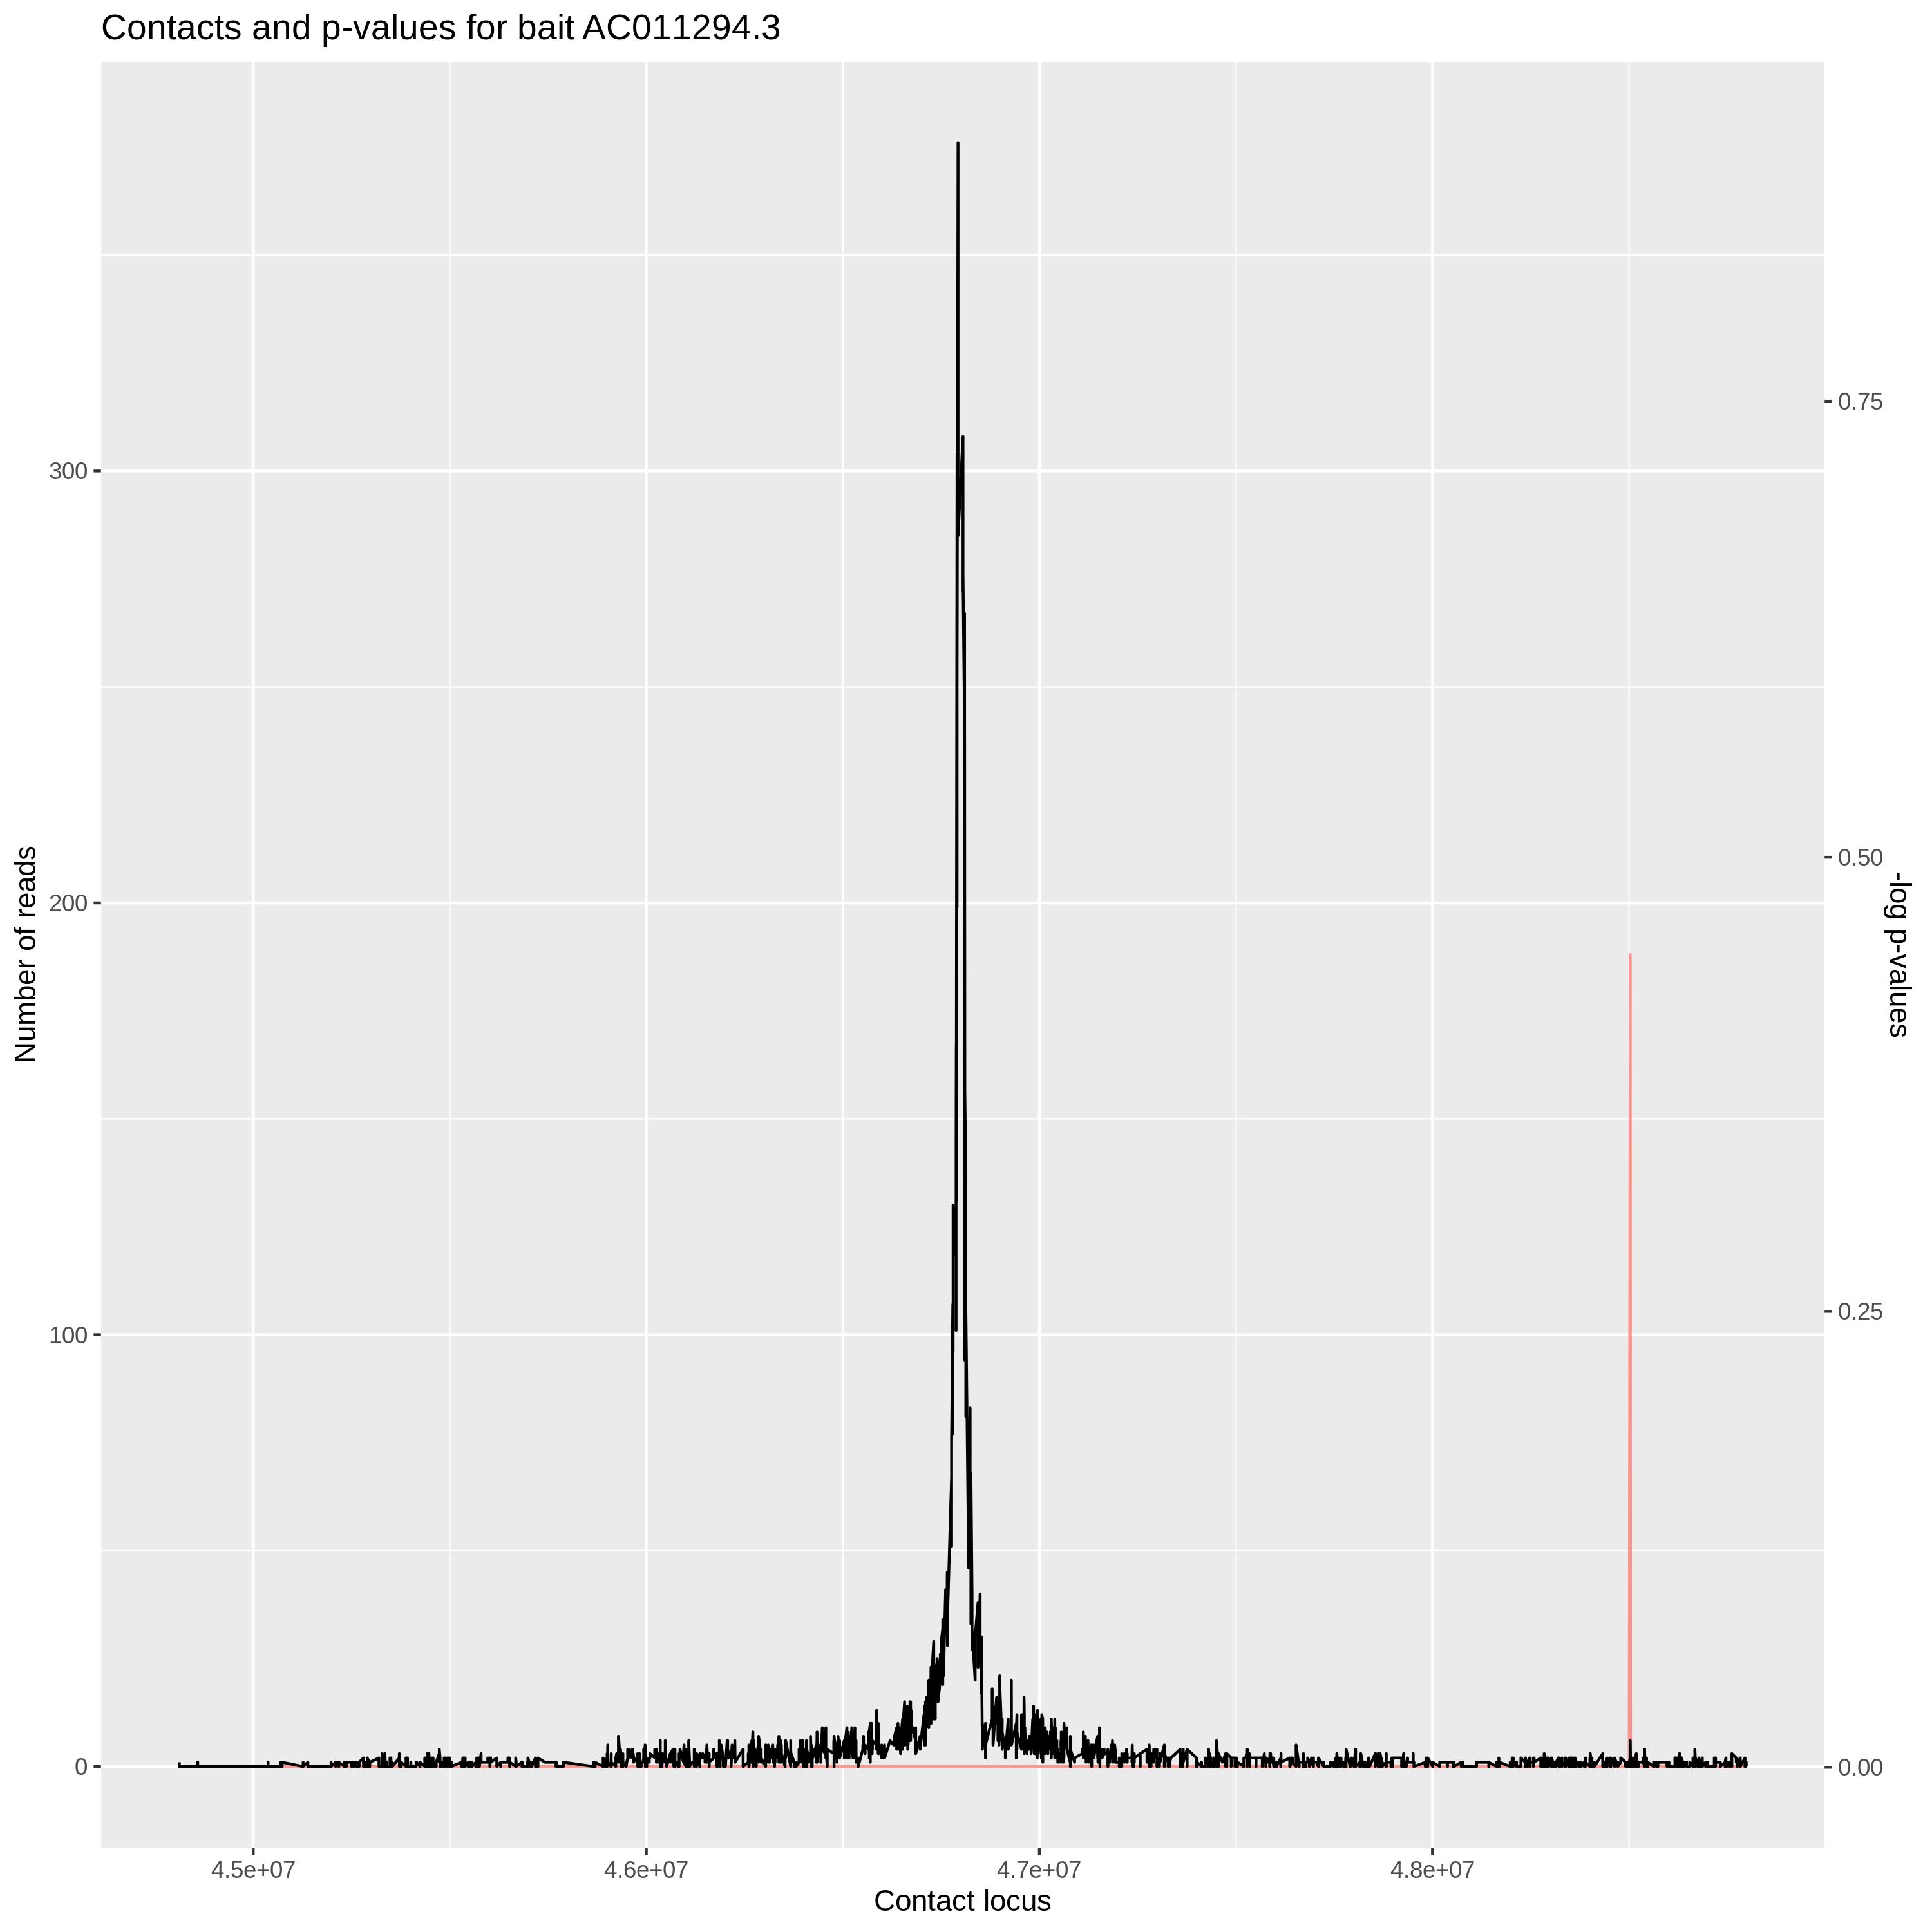 Contacts and p-values for bait AC011294.3
Number of reads
300
200
100
0
0.75
0.50
0.25
0.00
-log p-values
4.5e+07
4.6e+07
4.7e+07
4.8e+07
Contact locus